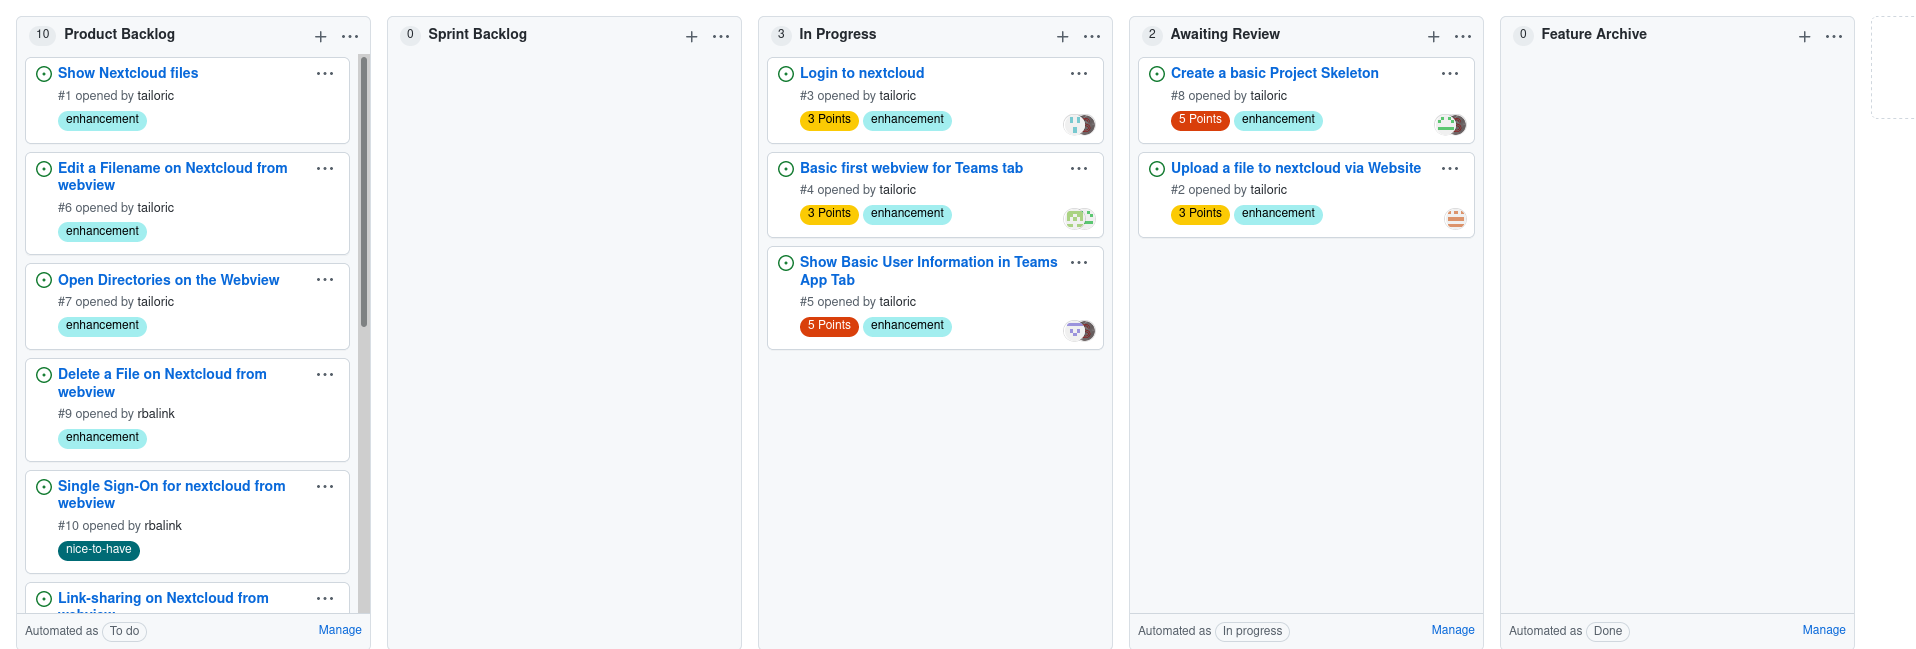 10 Product Backlog
Show Nextcloud files
#1 opened by tailoric
enhancement
Edit a Filename on Nextcloud from
webview
#6 opened by tailoric
enhancement
Open Directories on the Webview
#7 opened by tailoric
enhancement
Delete a File on Nextcloud from
webview
#9 opened by rbalink
enhancement
Single Sign-On for nextcloud from
webview
#10 opened by rbalink
nice-to-have
Link-sharing on Nextcloud from
Automated as To do Manage
0 Sprint Backlog
3 In Progress
Login to nextcloud
#3 opened by tailoric
3 Points enhancement
Basic first webview for Teams tab
#4 opened by tailoric
3 Points enhancement
Show Basic User Information in Teams
App Tab
#5 opened by tailoric
5 Points enhancement
2 Awaiting Review
Create a basic Project Skeleton
#8 opened by tailoric
5 Points enhancement
Upload a file to nextcloud via Website
#2 opened by tailoric
3 Points enhancement
Automated as In progress Manage
0 Feature Archive
Automated as Done Manage